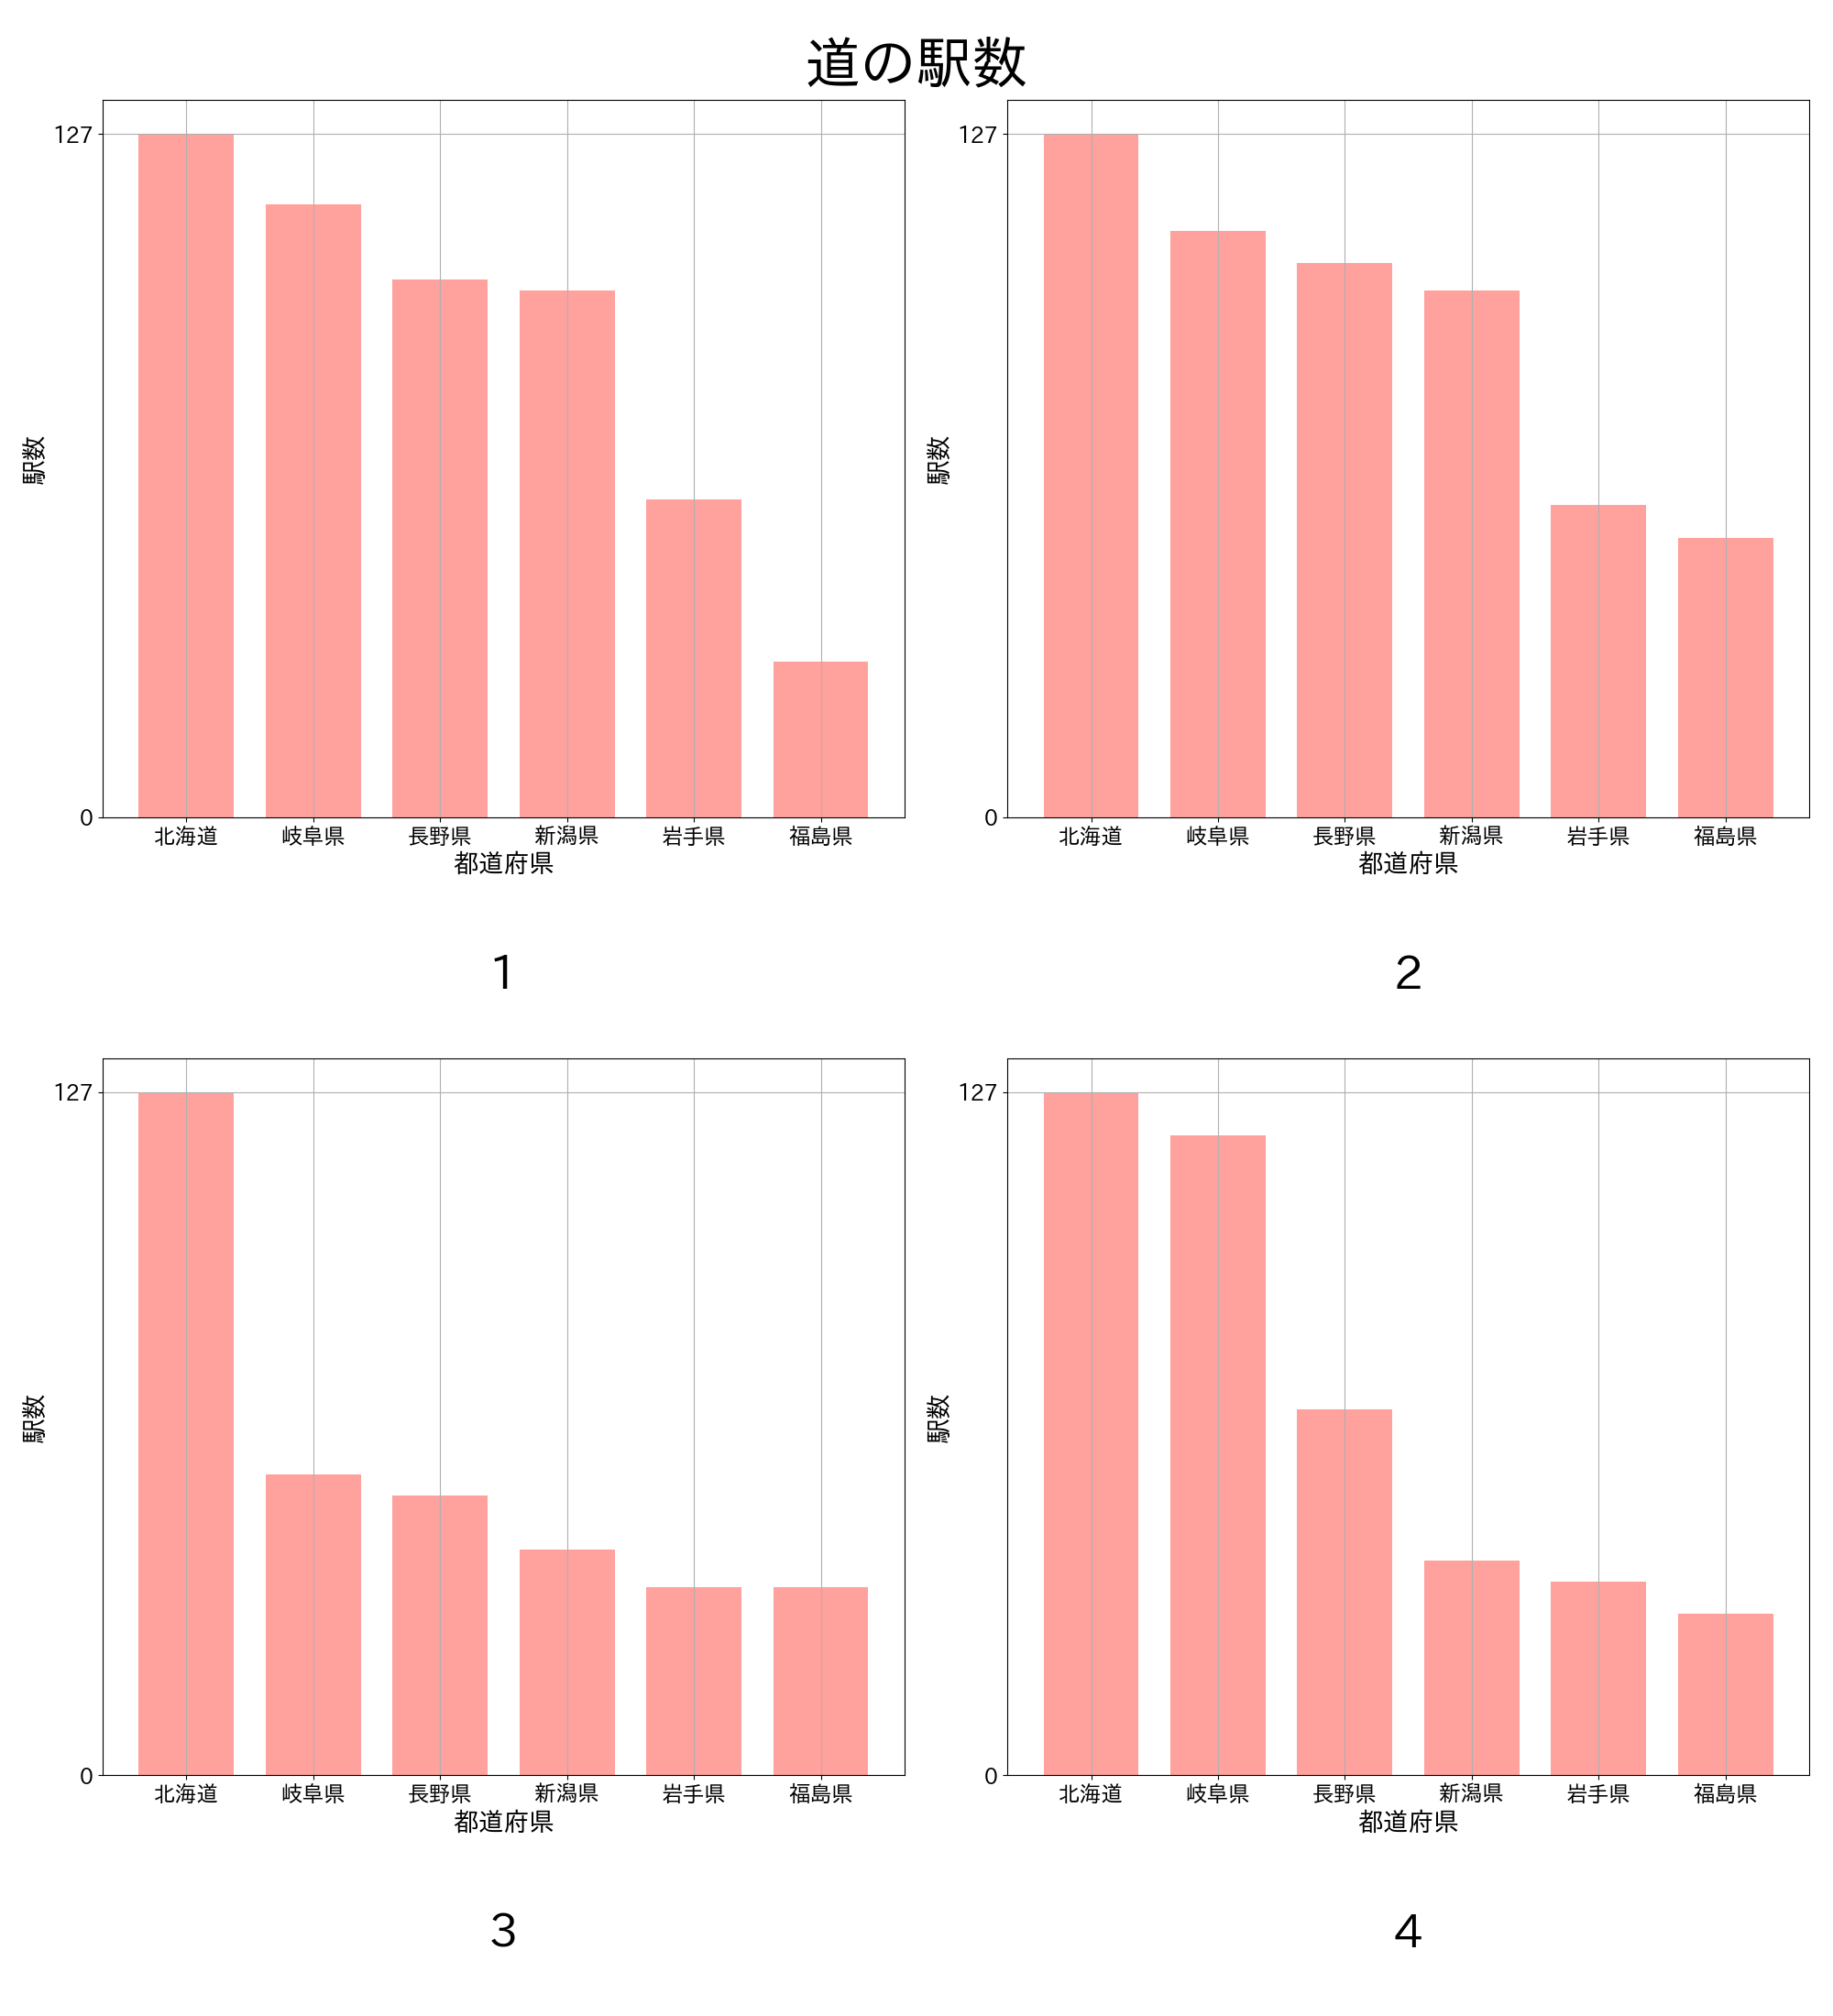 道の駅数
127
0
駅数
北海道 岐阜県 長野県 新潟県 岩手県 福島県
都道府県
1
127
0
駅数
北海道 岐阜県 長野県 新潟県 岩手県 福島県
都道府県
2
127
0
駅数
北海道 岐阜県 長野県 新潟県 岩手県 福島県
都道府県
3
127
0
駅数
北海道 岐阜県 長野県 新潟県 岩手県 福島県
都道府県
4